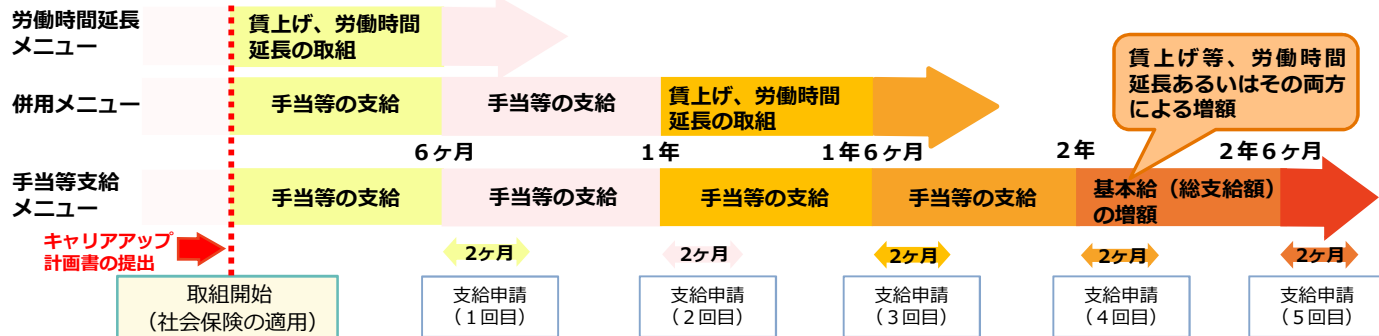 労働時間延長
メニュー
賃上げ、労働時間
延長の取組
賃上げ等、労働時間
延長あるいはその両方
による増額
併用メニュー
手当等の支給
手当等の支給
賃上げ、労働時間
延長の取組
6ヶ月
1年
1年6ヶ月
2年
2年6ヶ月
手当等支給
メニュー
手当等の支給
手当等の支給
手当等の支給
手当等の支給
基本給（総支給額）
の増額
キャリアアップ
計画書の提出
2ヶ月
2ヶ月
2ヶ月
2ヶ月
2ヶ月
取組開始
（社会保険の適用）
支給申請
（１回目）
支給申請
（２回目）
支給申請
（３回目）
支給申請
（４回目）
支給申請
（５回目）